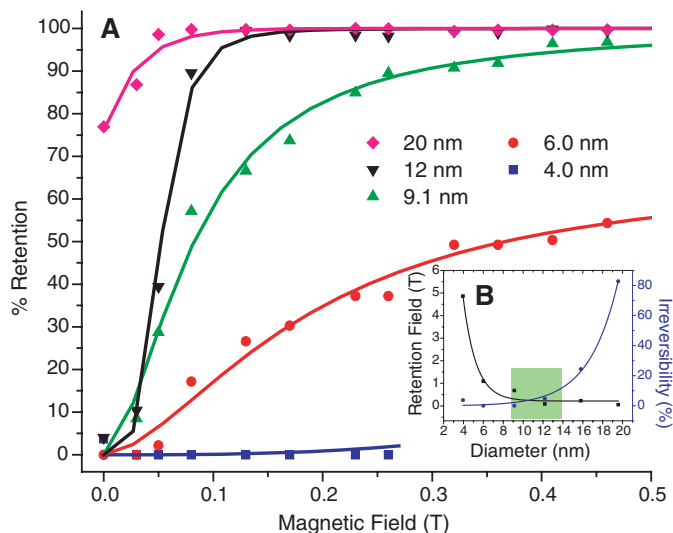 A
100
90
80
70
60
50
40
30
20
10
0
% Retention
0.0 0.1 0.2 0.3 0.4 0.5
Magnetic Field (T)
20 nm
12 nm
9.1 nm
6.0 nm
4.0 nm
B
6
5
4
3
2
1
0
Retention Field (T)
80
60
40
20
0
Irreversibility (%)
2 4 6 8 10 12 14 16 18 20
Diameter (nm)